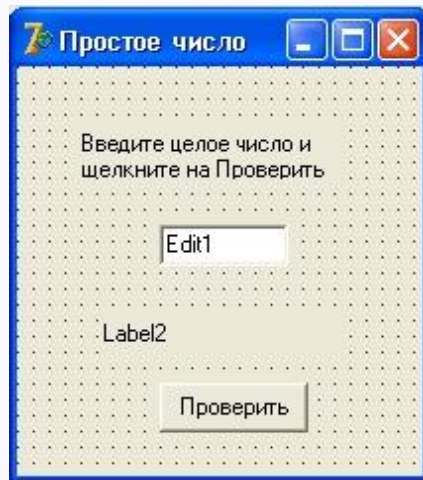 Простое число
Введите целое число и
щелкните на Проверить
Edit1
Label2
Проверить